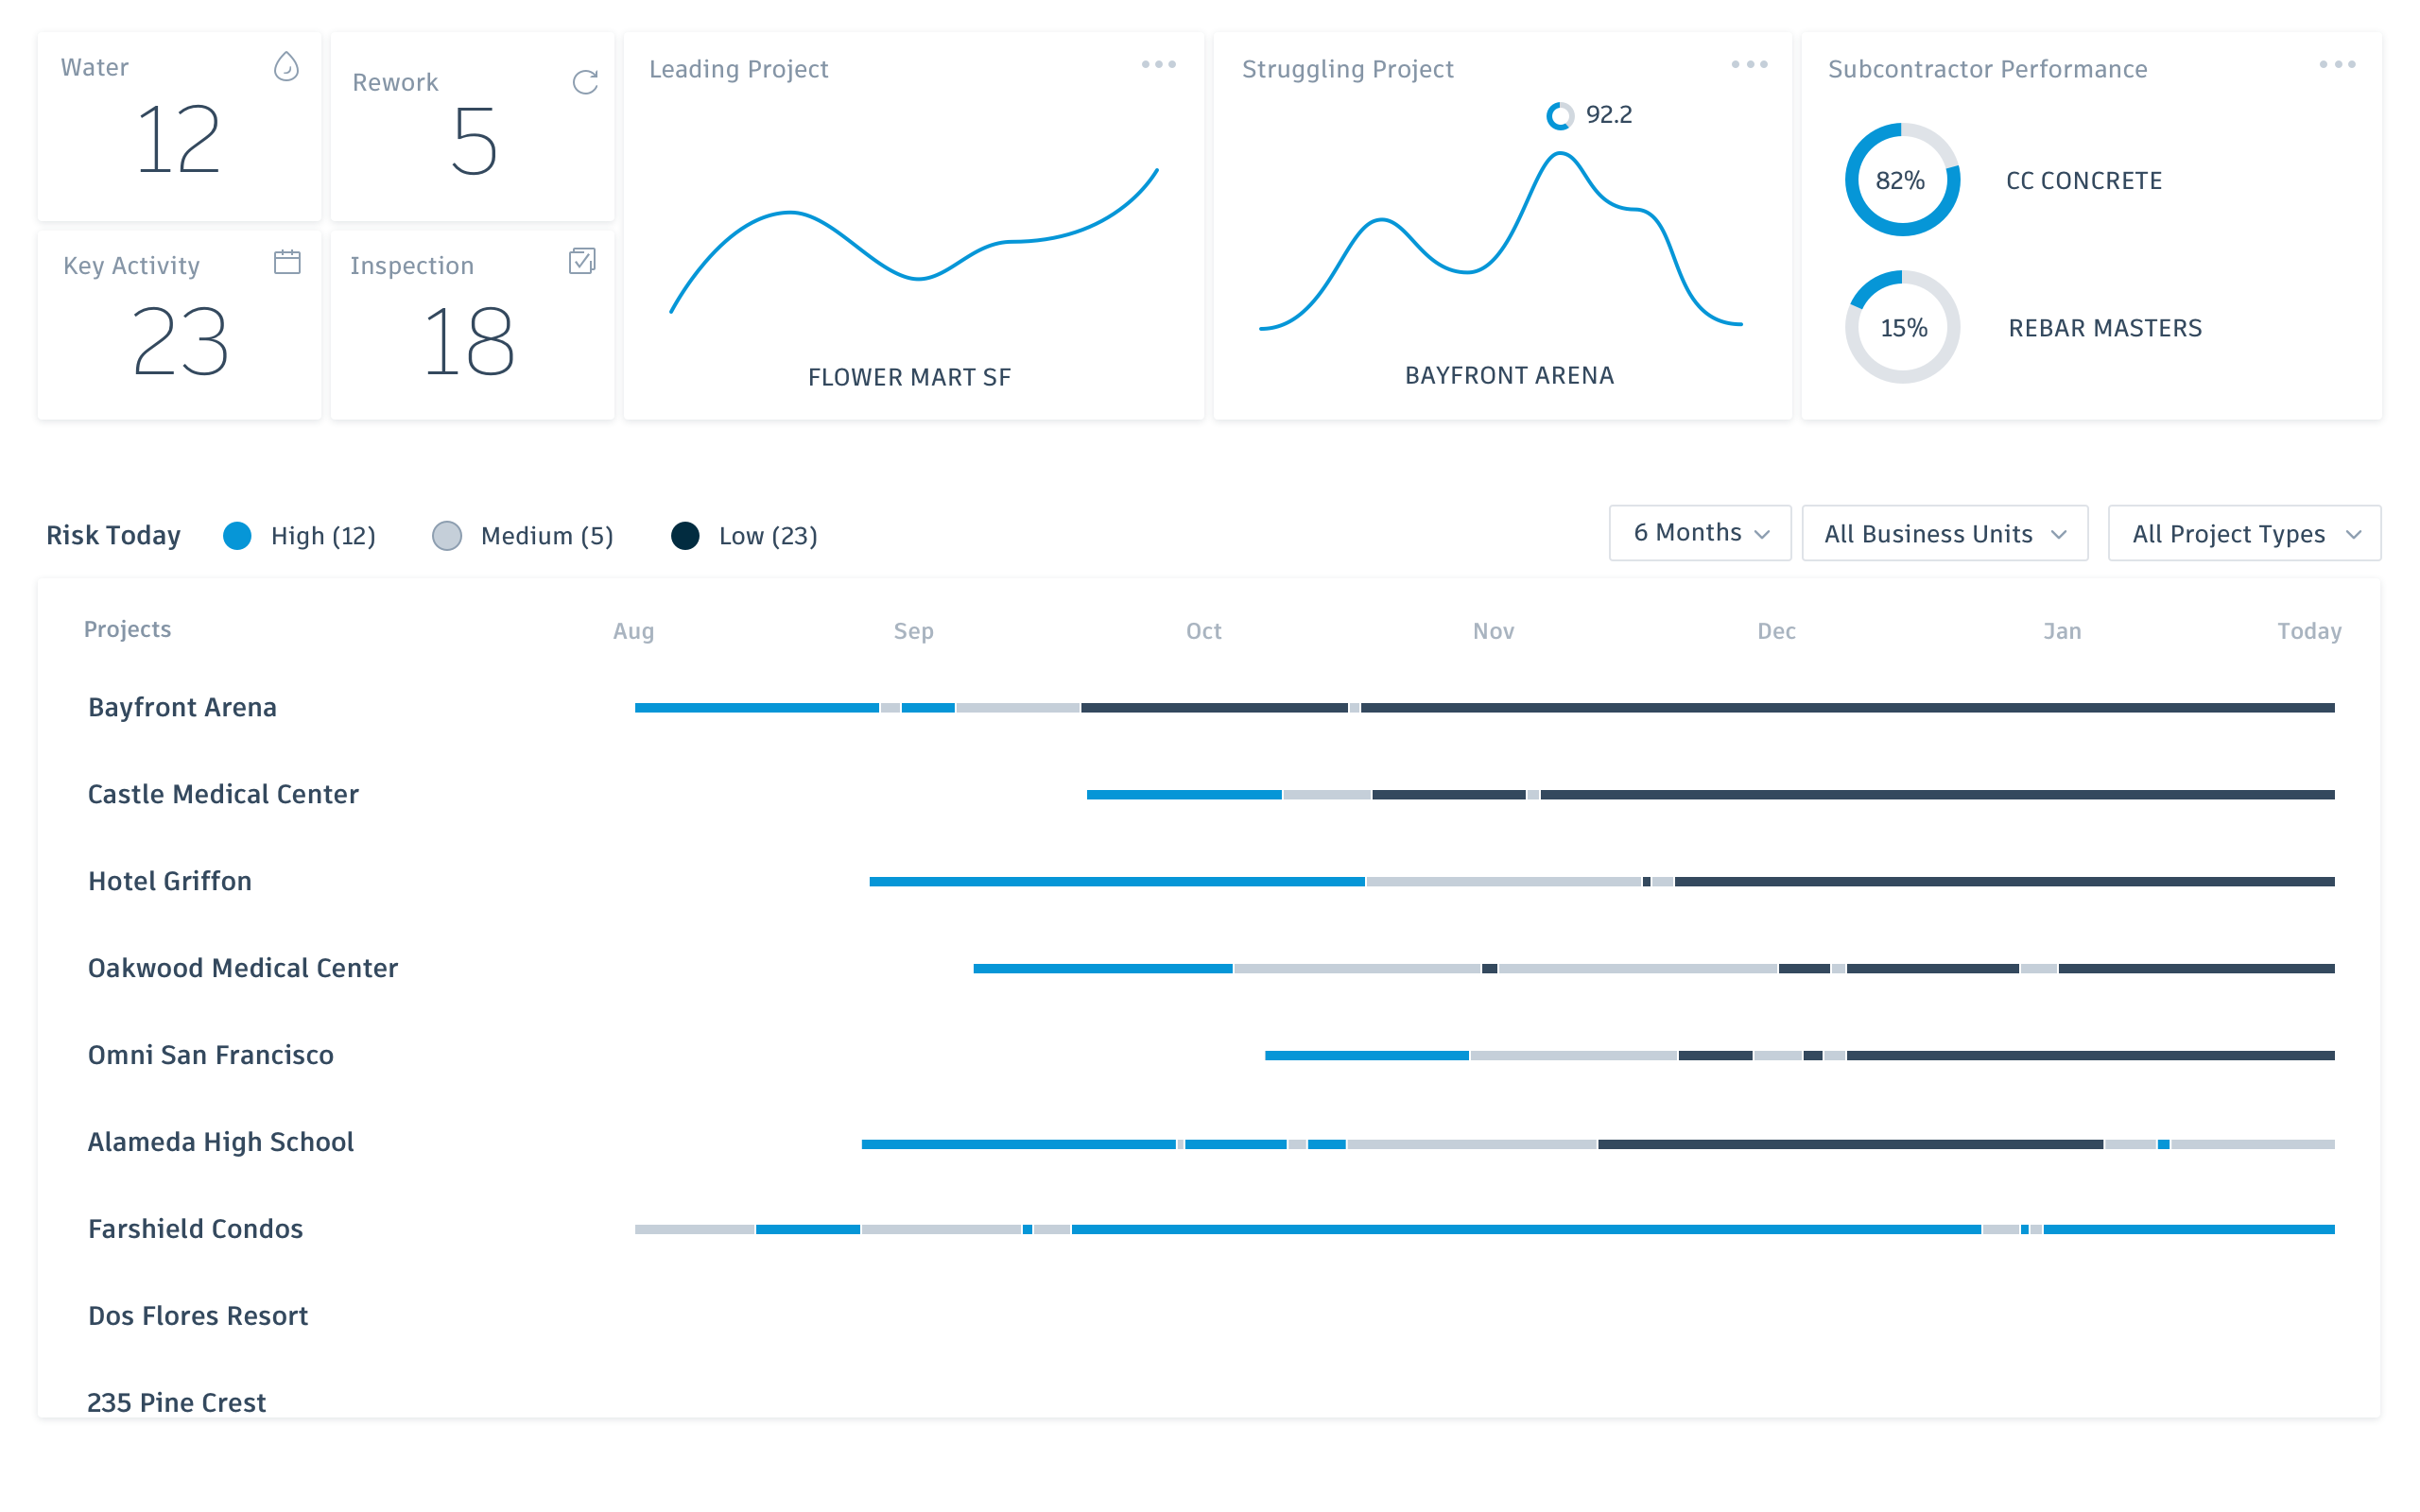 Water
12
Rework
5
Key Activity
23
Inspection
18
Leading Project
FLOWER MART SF
Struggling Project
92.2
BAYFRONT ARENA
Subcontractor Performance
82% CC CONCRETE
15% REBAR MASTERS
Risk Today High (12) Medium (5) Low (23) 6 Months All Business Units All Project Types
Projects Aug Sep Oct Nov Dec Jan Today
Bayfront Arena
Castle Medical Center
Hotel Griffon
Oakwood Medical Center
Omni San Francisco
Alameda High School
Farshield Condos
Dos Flores Resort
235 Pine Crest